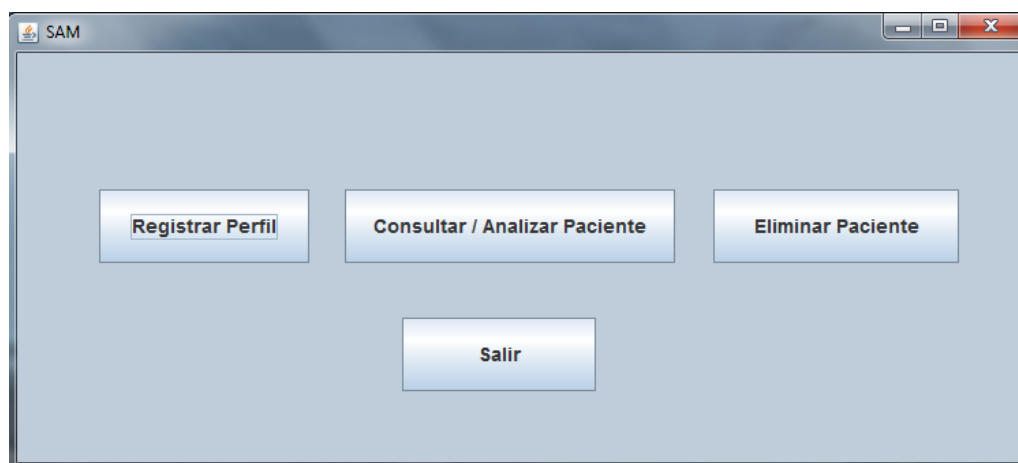 SAM
Registrar Perfil
Consultar / Analizar Paciente
Eliminar Paciente
Salir